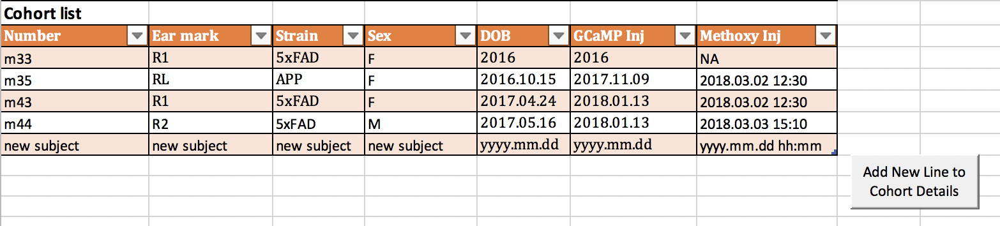 Cohort list
Number Ear mark Strain Sex DOB GCaMP Inj Methoxy Inj
m33 R1 5xFAD F 2016 2016 NA
m35 RL APP F 2016.10.15 2017.11.09 2018.03.02 12:30
m43 R1 5xFAD F 2017.04.24 2018.01.13 2018.03.02 12:30
m44 R2 5xFAD M 2017.05.16 2018.01.13 2018.03.03 15:10
new subject new subject new subject new subject yyyy.mm.dd yyyy.mm.dd yyyy.mm.dd hh:mm
Add New Line to
Cohort Details